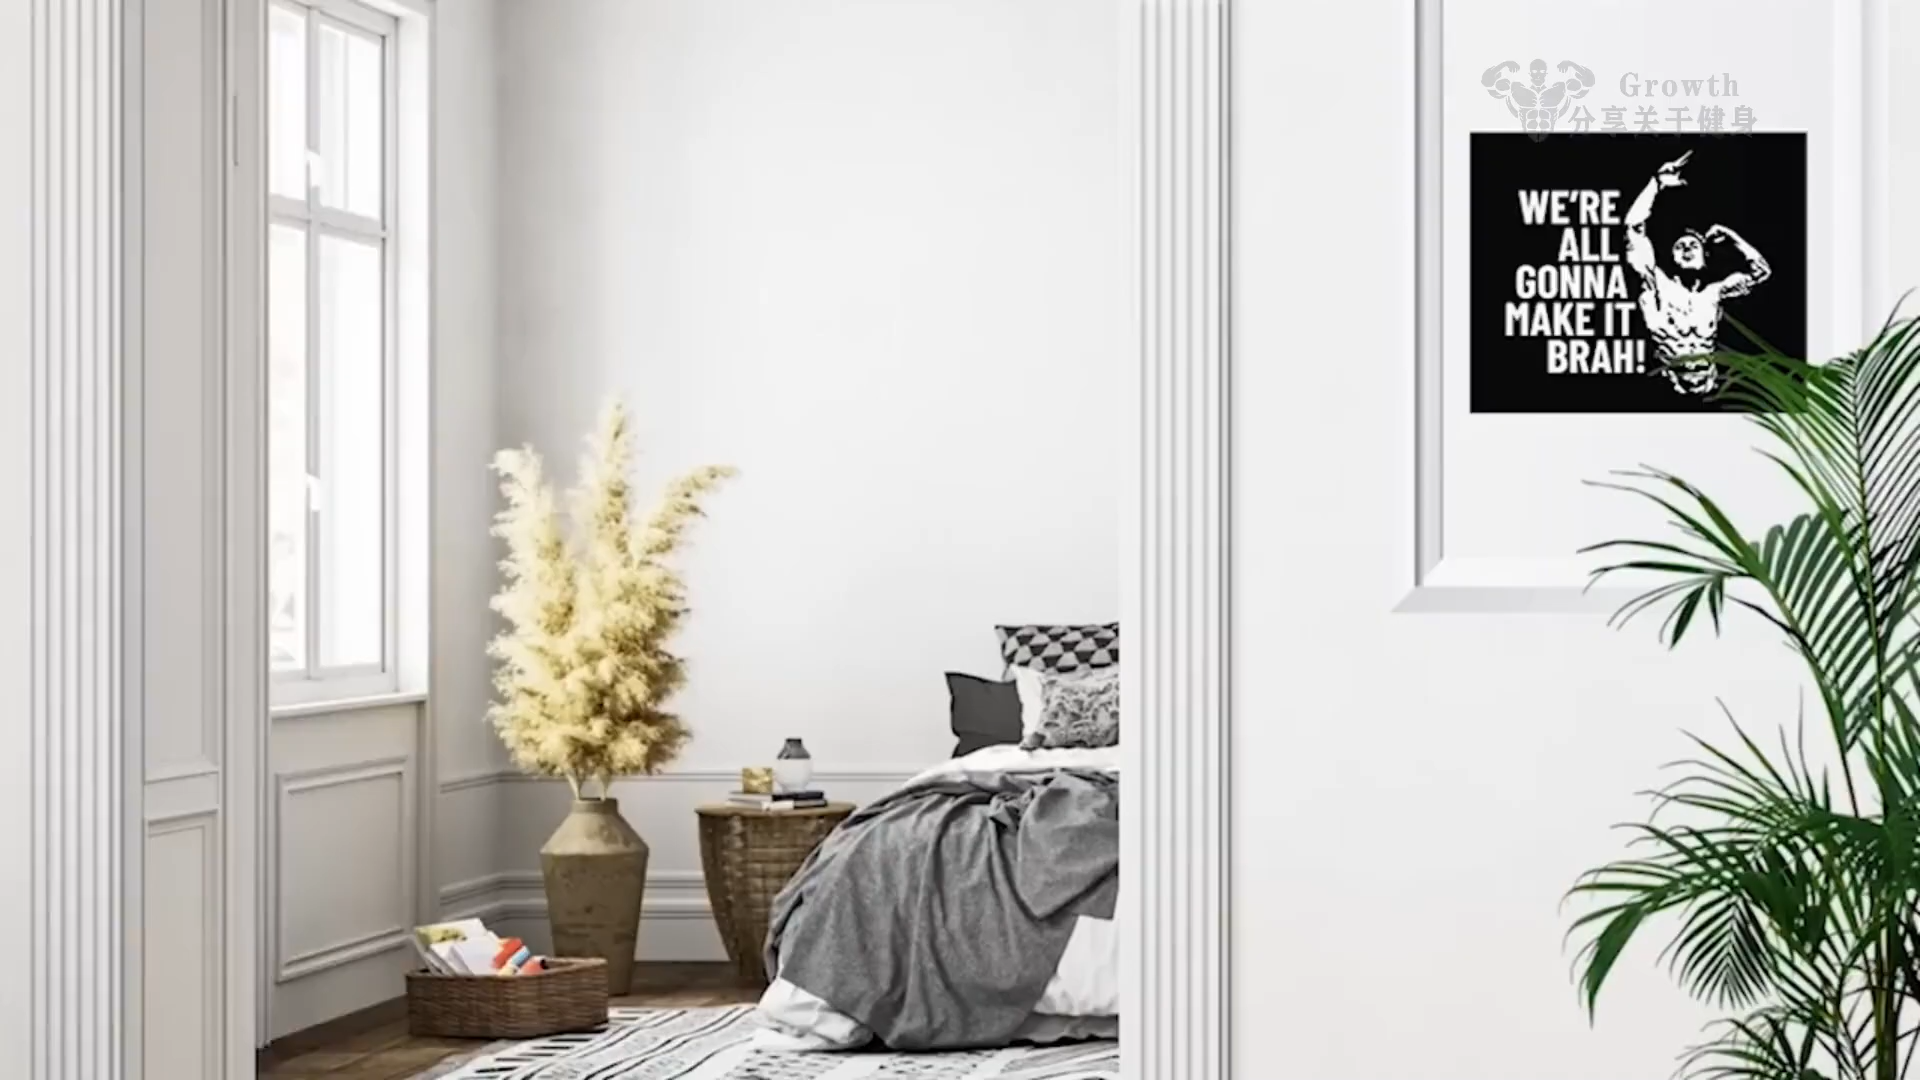 Growth
分享关于健身
WE'RE
ALL
GONNA
MAKE IT
BRAH!